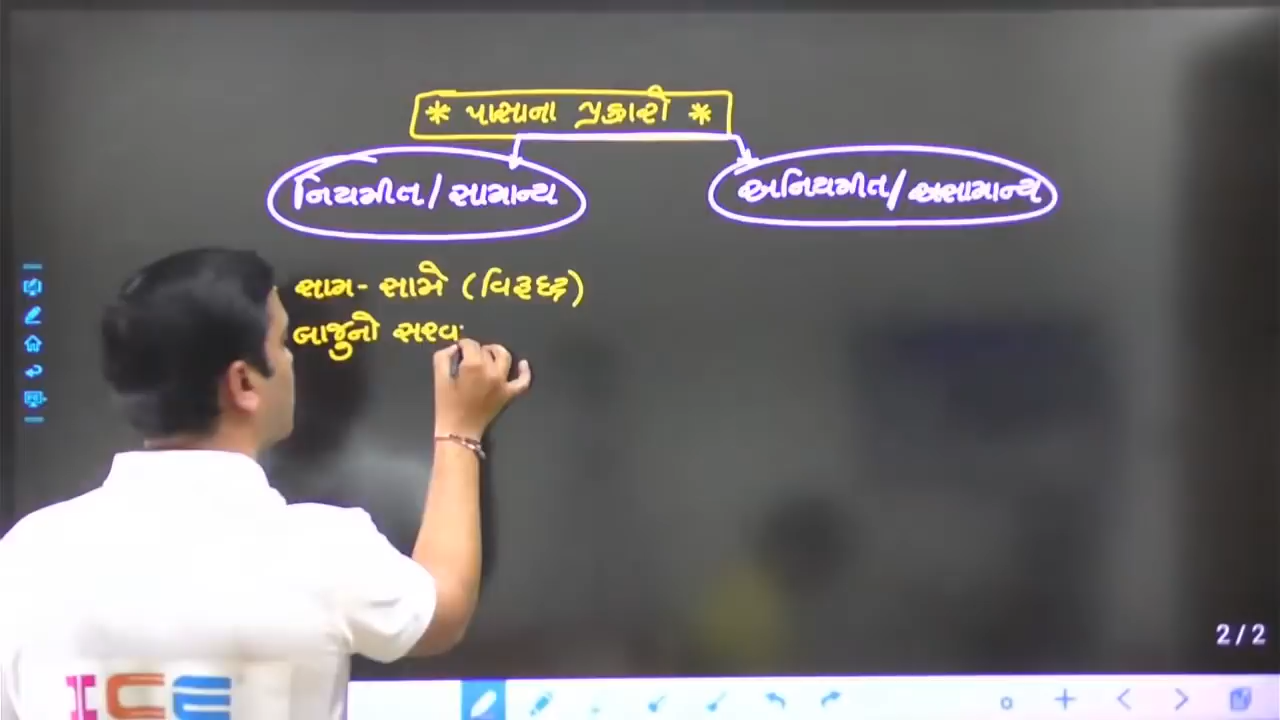 * પાસાના પ્રકારો *
નિયમીત/સામાન્ય
અનિયમીત/અસામાન્ય
સામ-સામે (વિરૂધ્ધ)
બાજુનો સરવ
2/2
ICE